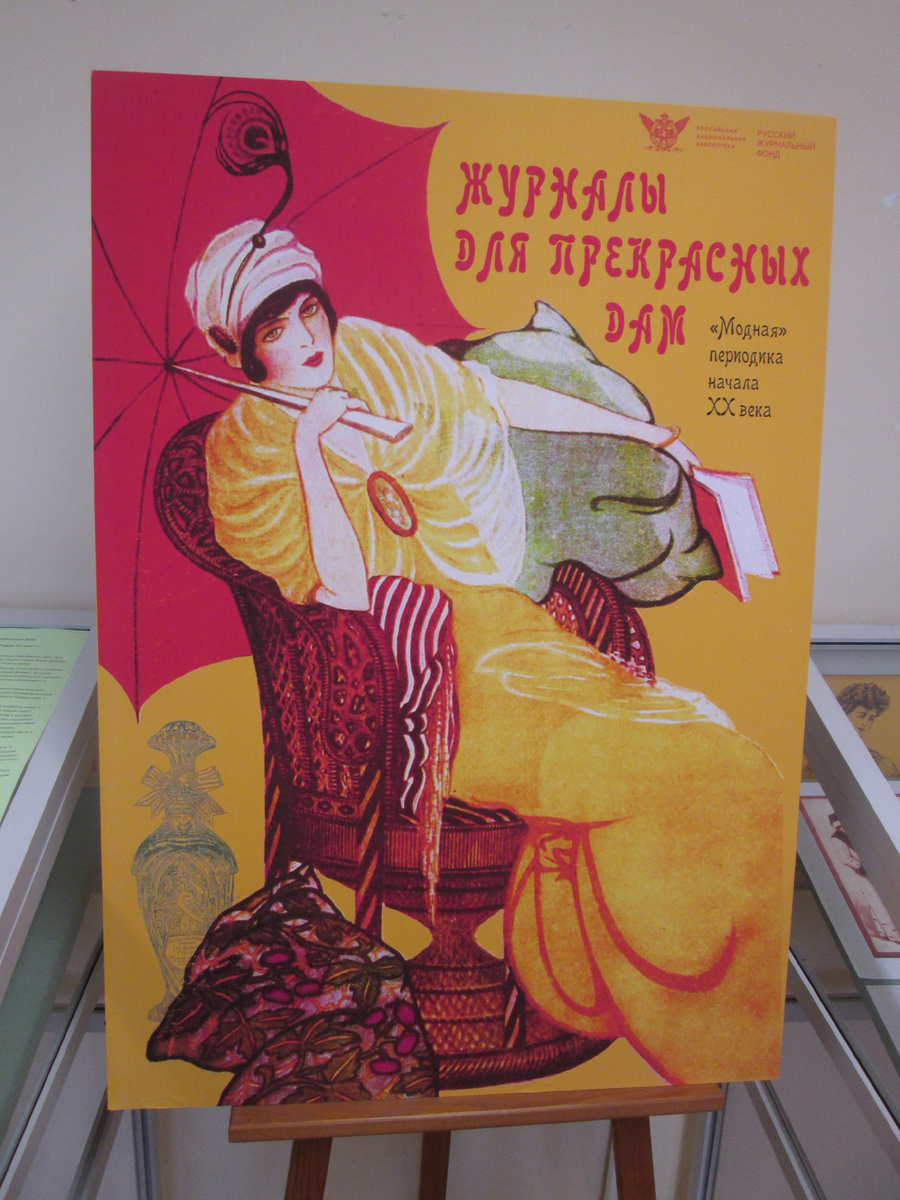 РОССИЙСКАЯ
НАЦИОНАЛЬНАЯ
БИБЛИОТЕКА
РУССКИЙ
ЖУРНАЛЬНЫЙ
ФОНД
ЖУРНАЛЫ
ДЛЯ ПРЕКРАСНЫХ
ДАМ
«Модная»
периодика
начала
XX века